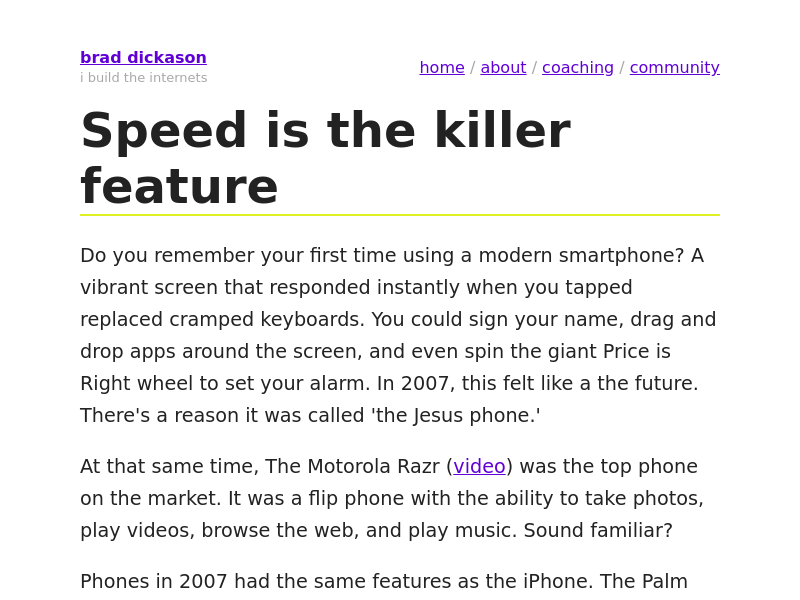 brad dickason
i build the internets
home / about / coaching / community
Speed is the killer
feature
Do you remember your first time using a modern smartphone? A
vibrant screen that responded instantly when you tapped
replaced cramped keyboards. You could sign your name, drag and
drop apps around the screen, and even spin the giant Price is
Right wheel to set your alarm. In 2007, this felt like a the future.
There's a reason it was called 'the Jesus phone.'
At that same time, The Motorola Razr (video) was the top phone
on the market. It was a flip phone with the ability to take photos,
play videos, browse the web, and play music. Sound familiar?
Phones in 2007 had the same features as the iPhone. The Palm